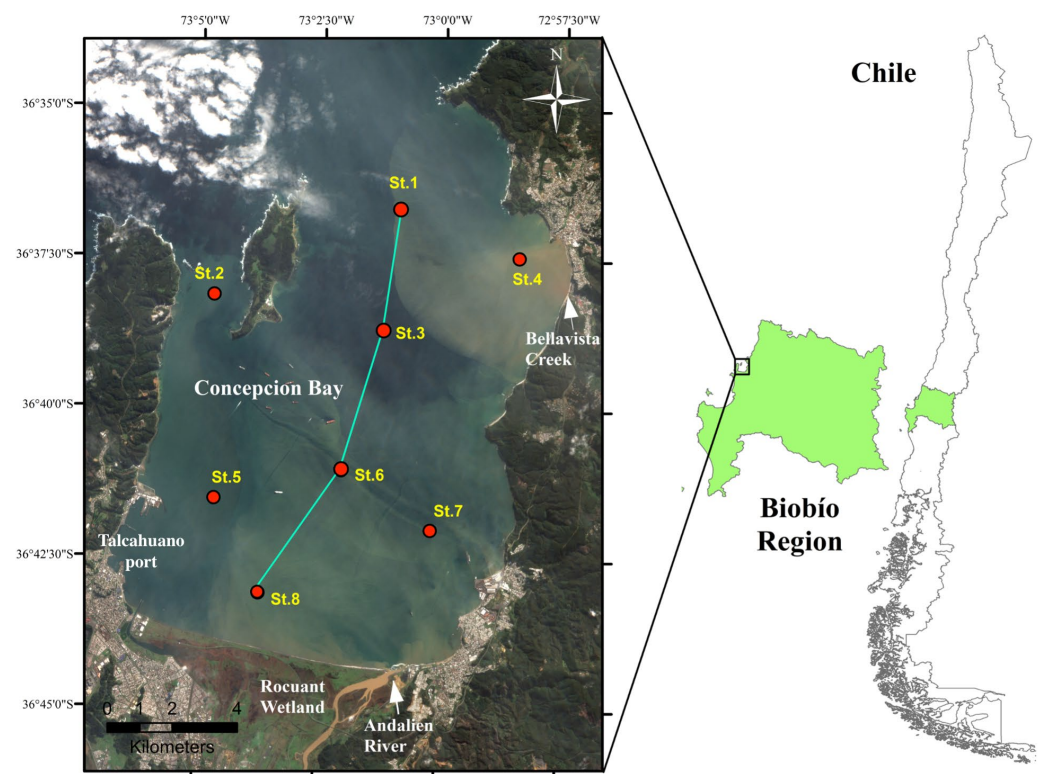 73°5'0"W 73°2'30"W 73°0'0"W 72°57'30"W
36°35'0"S
36°37'30"S
36°40'0"S
36°42'30"S
36°45'0"S
N
St.1
St.2
St.4
St.3
Bellavista
Creek
Concepcion Bay
St.6
St.5
St.7
Talcahuano
port
St.8
Rocuant
Wetland
Andalien
River
0 1 2 4
Kilometers
Chile
Biobío
Region